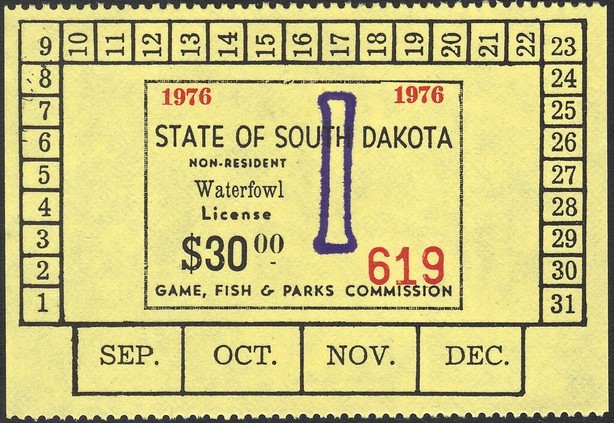 10 11 12 13 14 15 16 17 18 19 20 21 22
9 23
8 24
7 25
6 26
5 27
4 28
3 29
2 30
1 31
1976 1976
STATE OF SOUTH DAKOTA
NON-RESIDENT
Waterfowl
License
$30 00
I
619
GAME, FISH & PARKS COMMISSION
SEP. OCT. NOV. DEC.